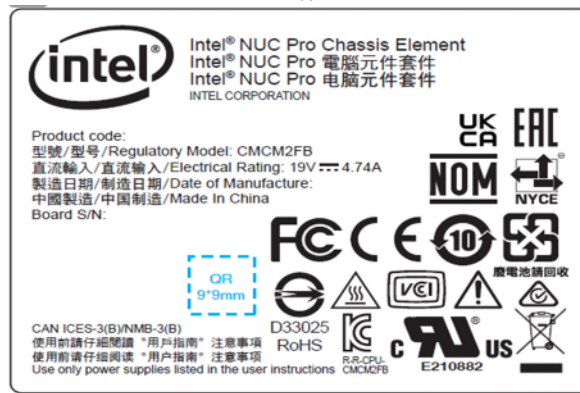 intel®
Intel® NUC Pro Chassis Element
Intel® NUC Pro 電腦元件套件
Intel® NUC Pro 电脑元件套件
INTEL CORPORATION
Product code:
型號/型号/Regulatory Model: CMCM2FB
直流輸入/直流输入/Electrical Rating: 19V ⎓ 4.74A
製造日期/制造日期/Date of Manufacture:
中國製造/中国制造/Made In China
Board S/N:
UK CA EAC
NOM NYCE
FC CE 10
廢電池請回收
QR
9*9mm
VCI
D33025
RoHS
CAN ICES-3(B)/NMB-3(B)
使用前請仔細閱讀 "用戶指南" 注意事項
使用前请仔细阅读 "用户指南" 注意事项
Use only power supplies listed in the user instructions
R-R-CPU-
CMCM2FB
c RU US
E210882